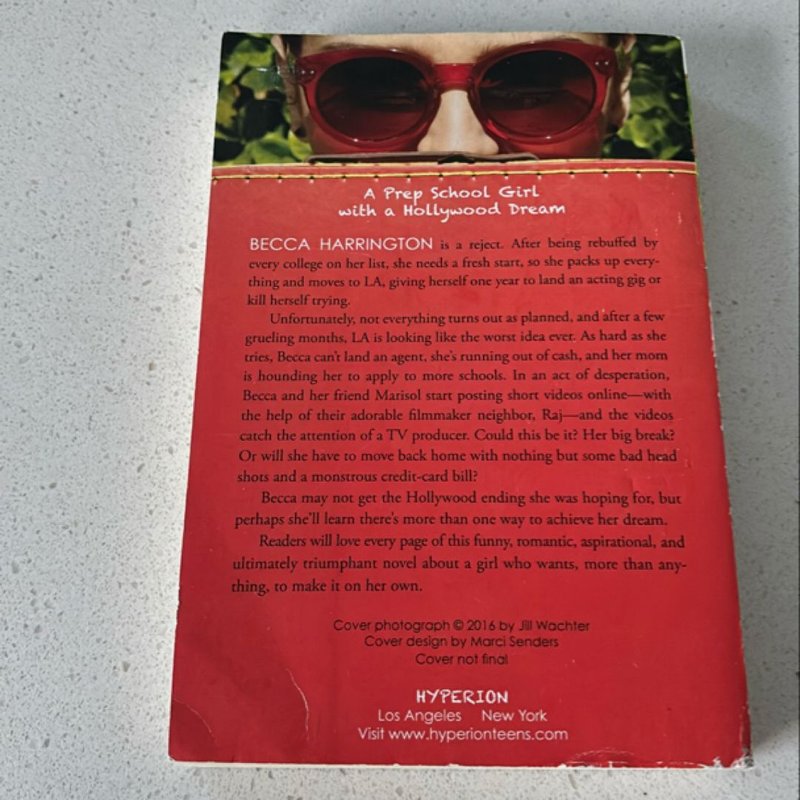 A Prep School Girl
with a Hollywood Dream
BECCA HARRINGTON is a reject. After being rebuffed by
every college on her list, she needs a fresh start, so she packs up every-
thing and moves to LA, giving herself one year to land an acting gig or
kill herself trying.
Unfortunately, not everything turns out as planned, and after a few
grueling months, LA is looking like the worst idea ever. As hard as she
tries, Becca can't land an agent, she's running out of cash, and her mom
is hounding her to apply to more schools. In an act of desperation,
Becca and her friend Marisol start posting short videos online—with
the help of their adorable filmmaker neighbor, Raj—and the videos
catch the attention of a TV producer. Could this be it? Her big break?
Or will she have to move back home with nothing but some bad head
shots and a monstrous credit-card bill?
Becca may not get the Hollywood ending she was hoping for, but
perhaps she'll learn there's more than one way to achieve her dream.
Readers will love every page of this funny, romantic, aspirational, and
ultimately triumphant novel about a girl who wants, more than any-
thing, to make it on her own.
Cover photograph © 2016 by Jill Wachter
Cover design by Marci Senders
Cover not final
HYPERION
Los Angeles New York
Visit www.hyperionteens.com